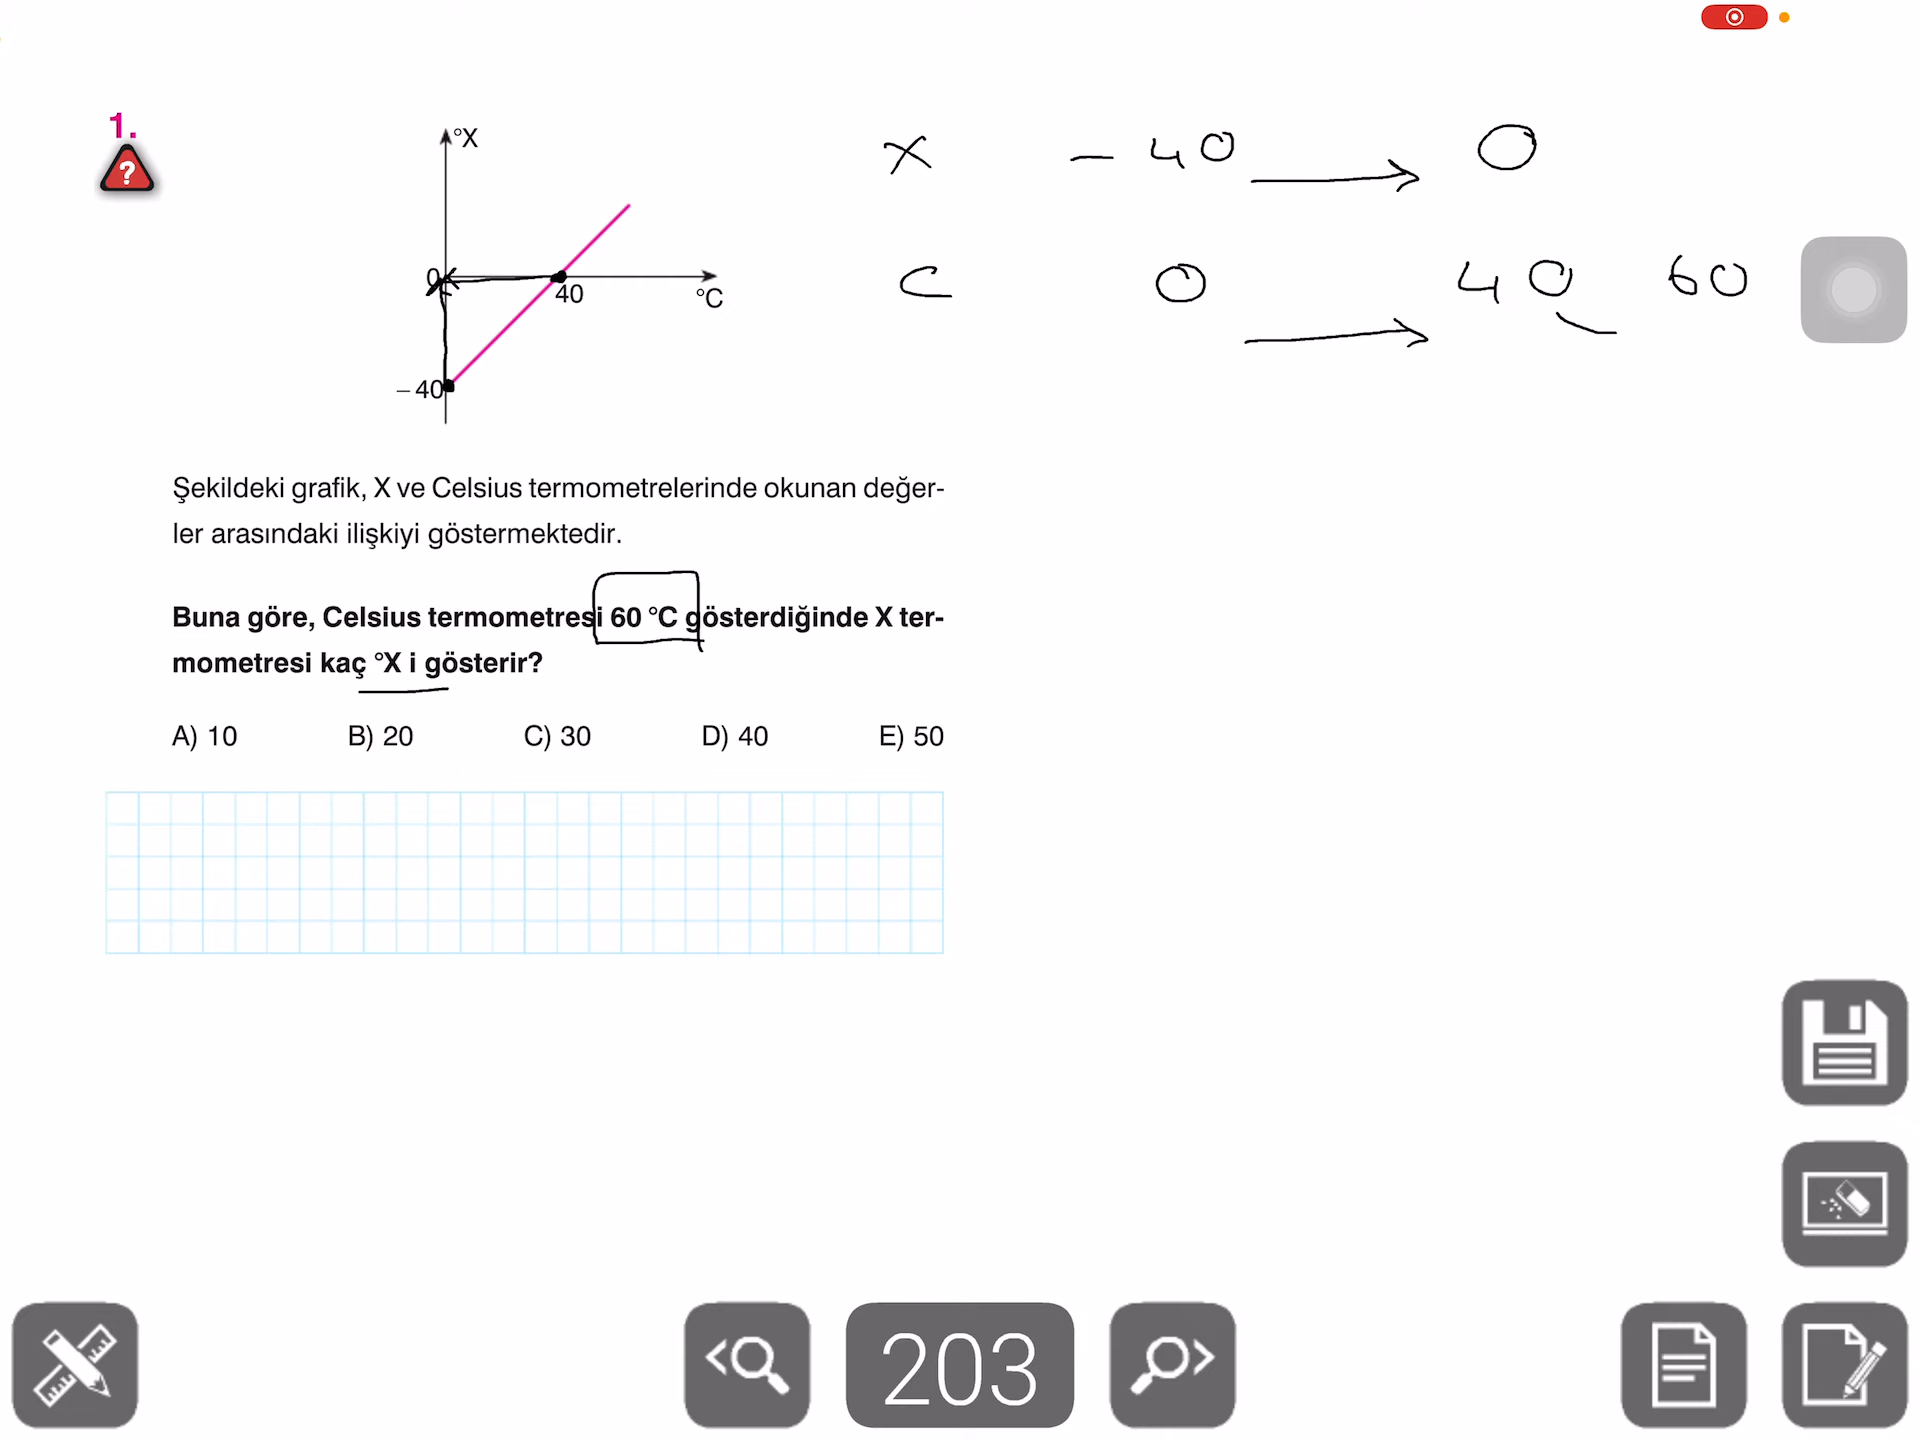 1.
?
°X
0
40
°C
– 40
X – 40 → 0
C 0 → 40 60
Şekildeki grafik, X ve Celsius termometrelerinde okunan değer-
ler arasındaki ilişkiyi göstermektedir.
Buna göre, Celsius termometresi 60 °C gösterdiğinde X ter-
mometresi kaç °X i gösterir?
A) 10 B) 20 C) 30 D) 40 E) 50
203